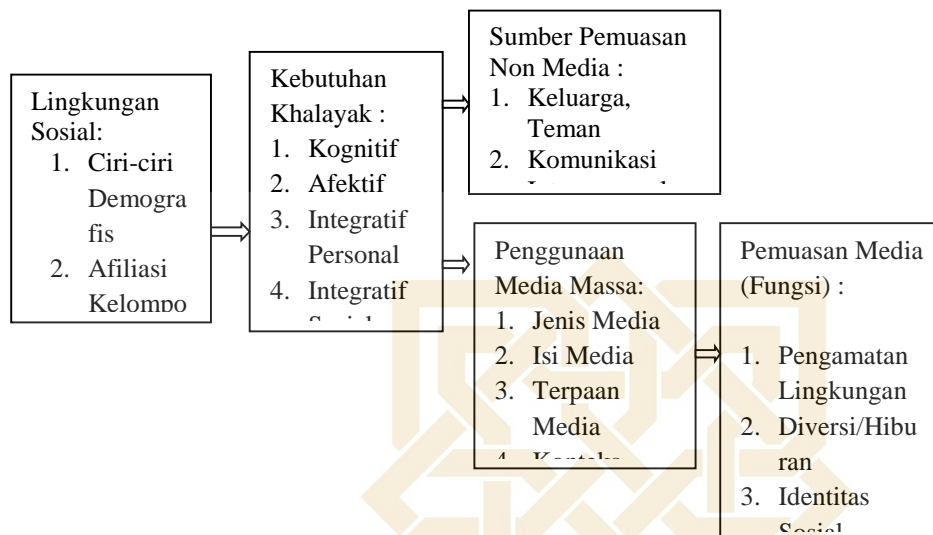 Lingkungan
Sosial:
1. Ciri-ciri
Demogra
fis
2. Afiliasi
Kelompo
Kebutuhan
Khalayak :
1. Kognitif
2. Afektif
3. Integratif
Personal
4. Integratif
Sumber Pemuasan
Non Media :
1. Keluarga,
Teman
2. Komunikasi
Penggunaan
Media Massa:
1. Jenis Media
2. Isi Media
3. Terpaan
Media
4.
Pemuasan Media
(Fungsi) :
1. Pengamatan
Lingkungan
2. Diversi/Hibu
ran
3. Identitas